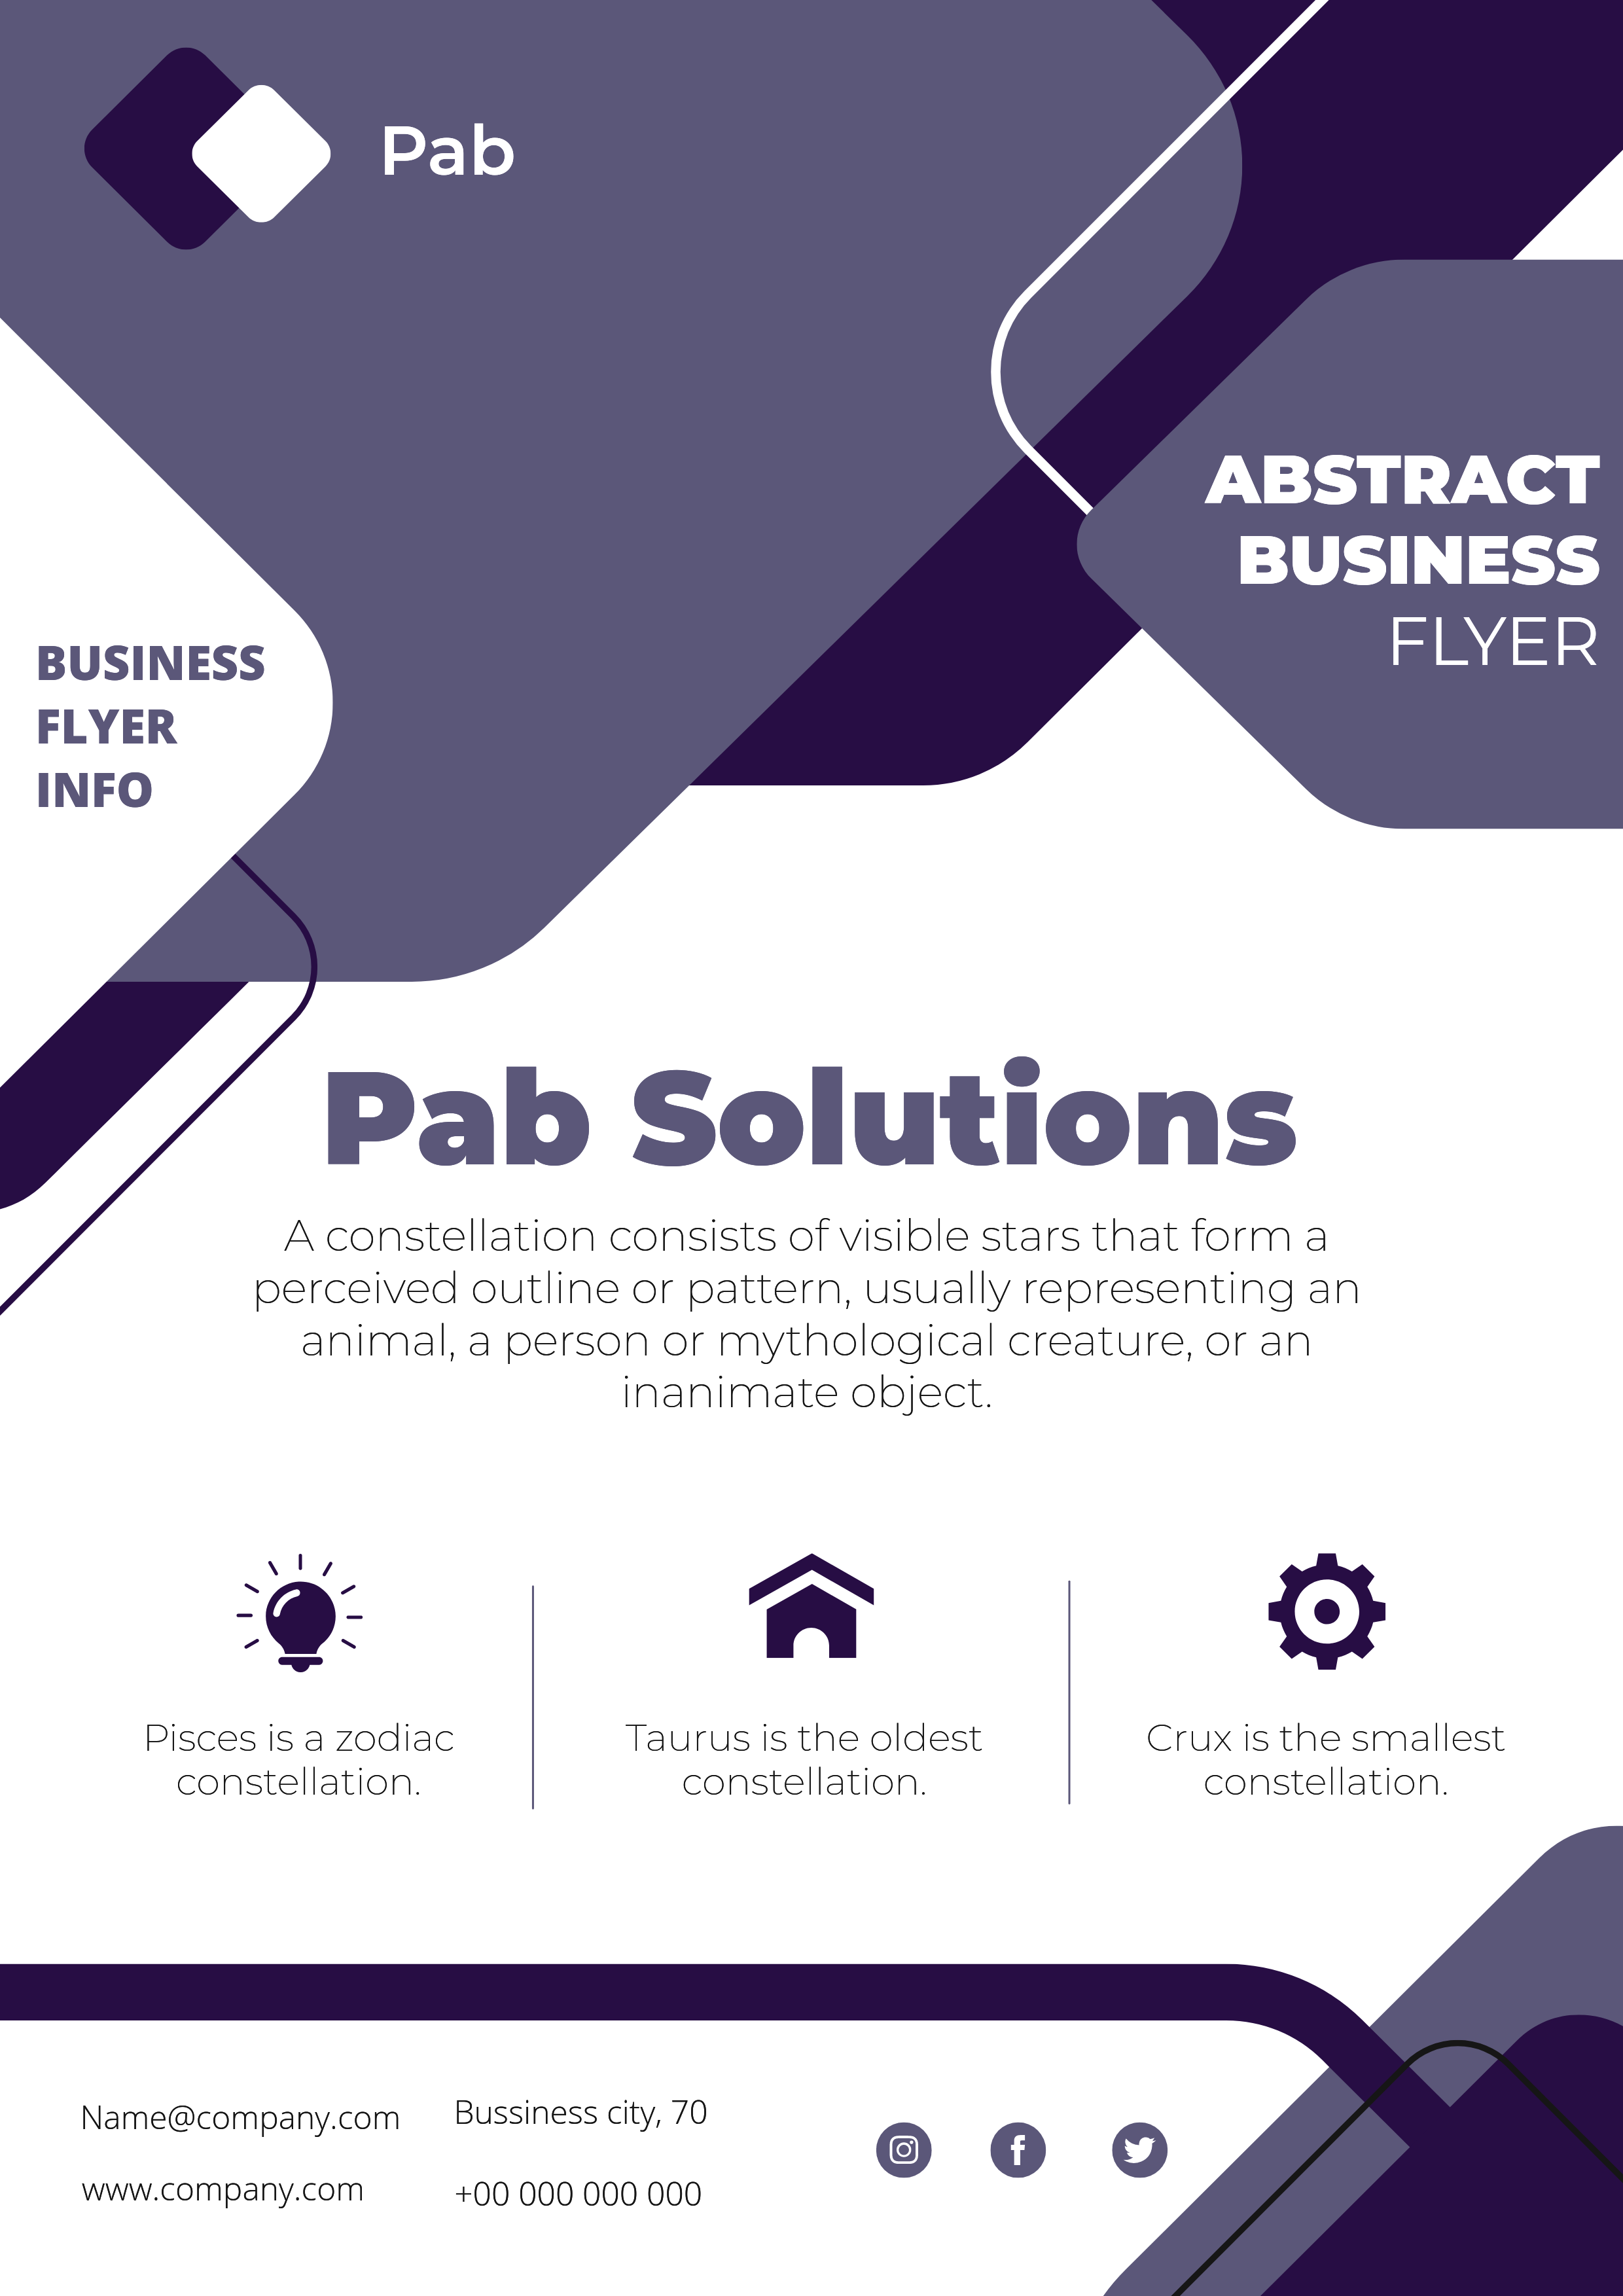 Pab
ABSTRACT
BUSINESS
FLYER
BUSINESS
FLYER
INFO
Pab Solutions
A constellation consists of visible stars that form a
perceived outline or pattern, usually representing an
animal, a person or mythological creature, or an
inanimate object.
Pisces is a zodiac
constellation.
Taurus is the oldest
constellation.
Crux is the smallest
constellation.
Name@company.com
www.company.com
Bussiness city, 70
+00 000 000 000